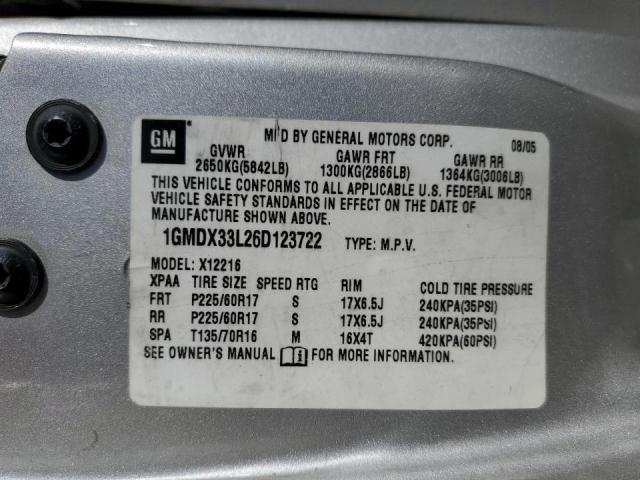 GM
MFD BY GENERAL MOTORS CORP. 08/05
GVWR GAWR FRT GAWR RR
2650KG(5842LB) 1300KG(2866LB) 1364KG(3006LB)
THIS VEHICLE CONFORMS TO ALL APPLICABLE U.S. FEDERAL MOTOR
VEHICLE SAFETY STANDARDS IN EFFECT ON THE DATE OF
MANUFACTURE SHOWN ABOVE.
1GMDX33L26D123722 TYPE: M.P.V.
MODEL: X12216
XPAA TIRE SIZE SPEED RTG RIM COLD TIRE PRESSURE
FRT P225/60R17 S 17X6.5J 240KPA(35PSI)
RR P225/60R17 S 17X6.5J 240KPA(35PSI)
SPA T135/70R16 M 16X4T 420KPA(60PSI)
SEE OWNER'S MANUAL FOR MORE INFORMATION.